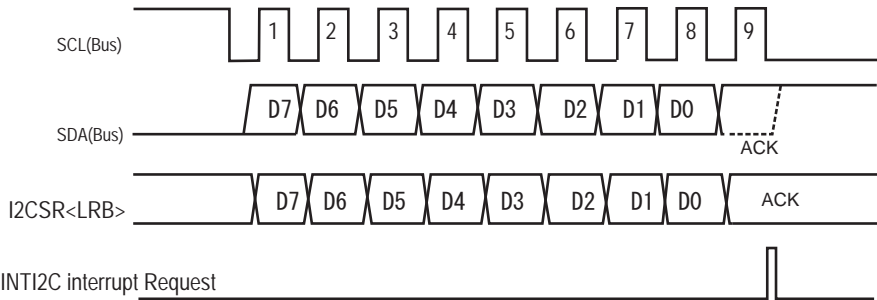 SCL(Bus) 1 2 3 4 5 6 7 8 9
SDA(Bus) D7 D6 D5 D4 D3 D2 D1 D0
ACK
I2CSR<LRB> D7 D6 D5 D4 D3 D2 D1 D0 ACK
INTI2C interrupt Request